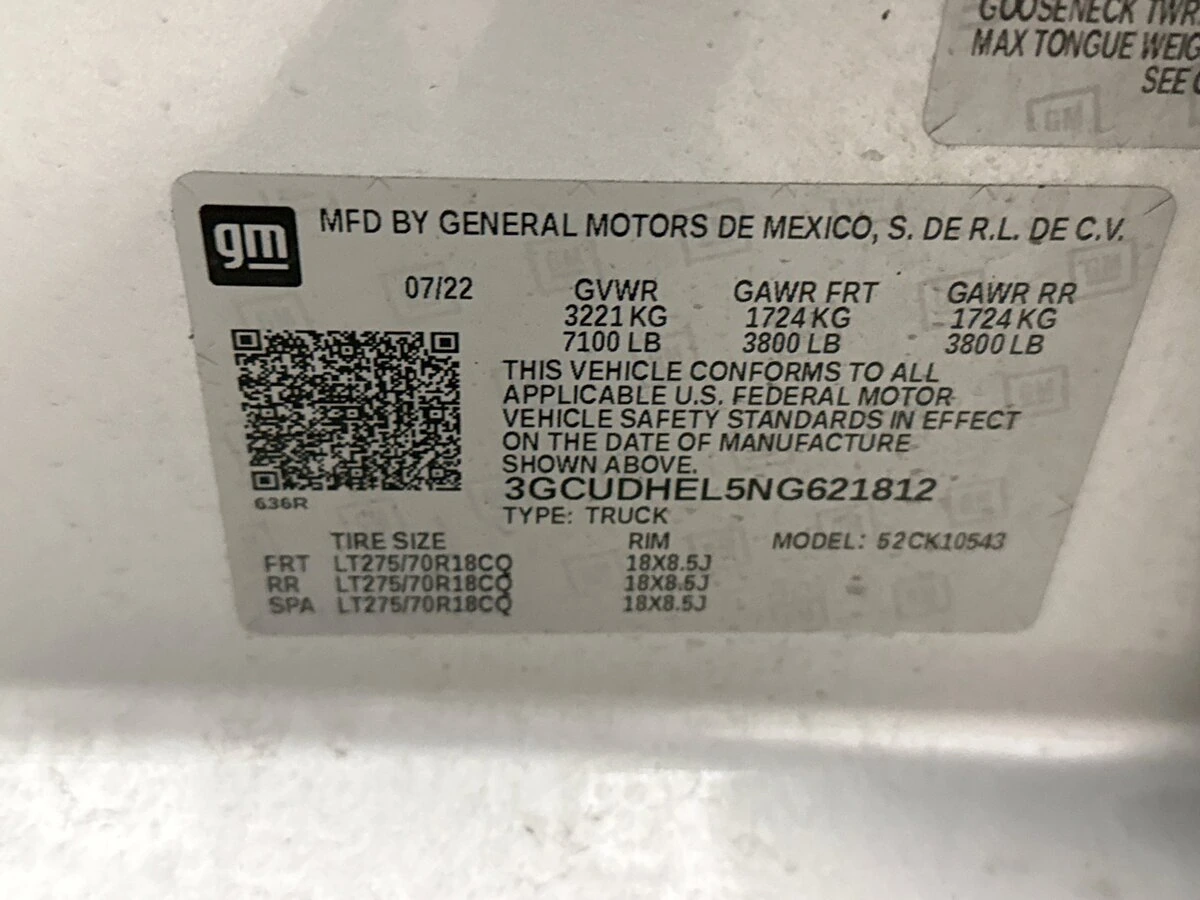 GOOSENECK TWR
MAX TONGUE WEIG
SEE
GM
gm
MFD BY GENERAL MOTORS DE MEXICO, S. DE R.L. DE C.V.
07/22 GVWR GAWR FRT GAWR RR
3221 KG 1724 KG 1724 KG
7100 LB 3800 LB 3800 LB
THIS VEHICLE CONFORMS TO ALL
APPLICABLE U.S. FEDERAL MOTOR
VEHICLE SAFETY STANDARDS IN EFFECT
ON THE DATE OF MANUFACTURE
SHOWN ABOVE.
636R
3GCUDHEL5NG621812
TYPE: TRUCK
TIRE SIZE RIM MODEL: 52CK10543
FRT LT275/70R18CQ 18X8.5J
RR LT275/70R18CQ 18X8.5J
SPA LT275/70R18CQ 18X8.5J